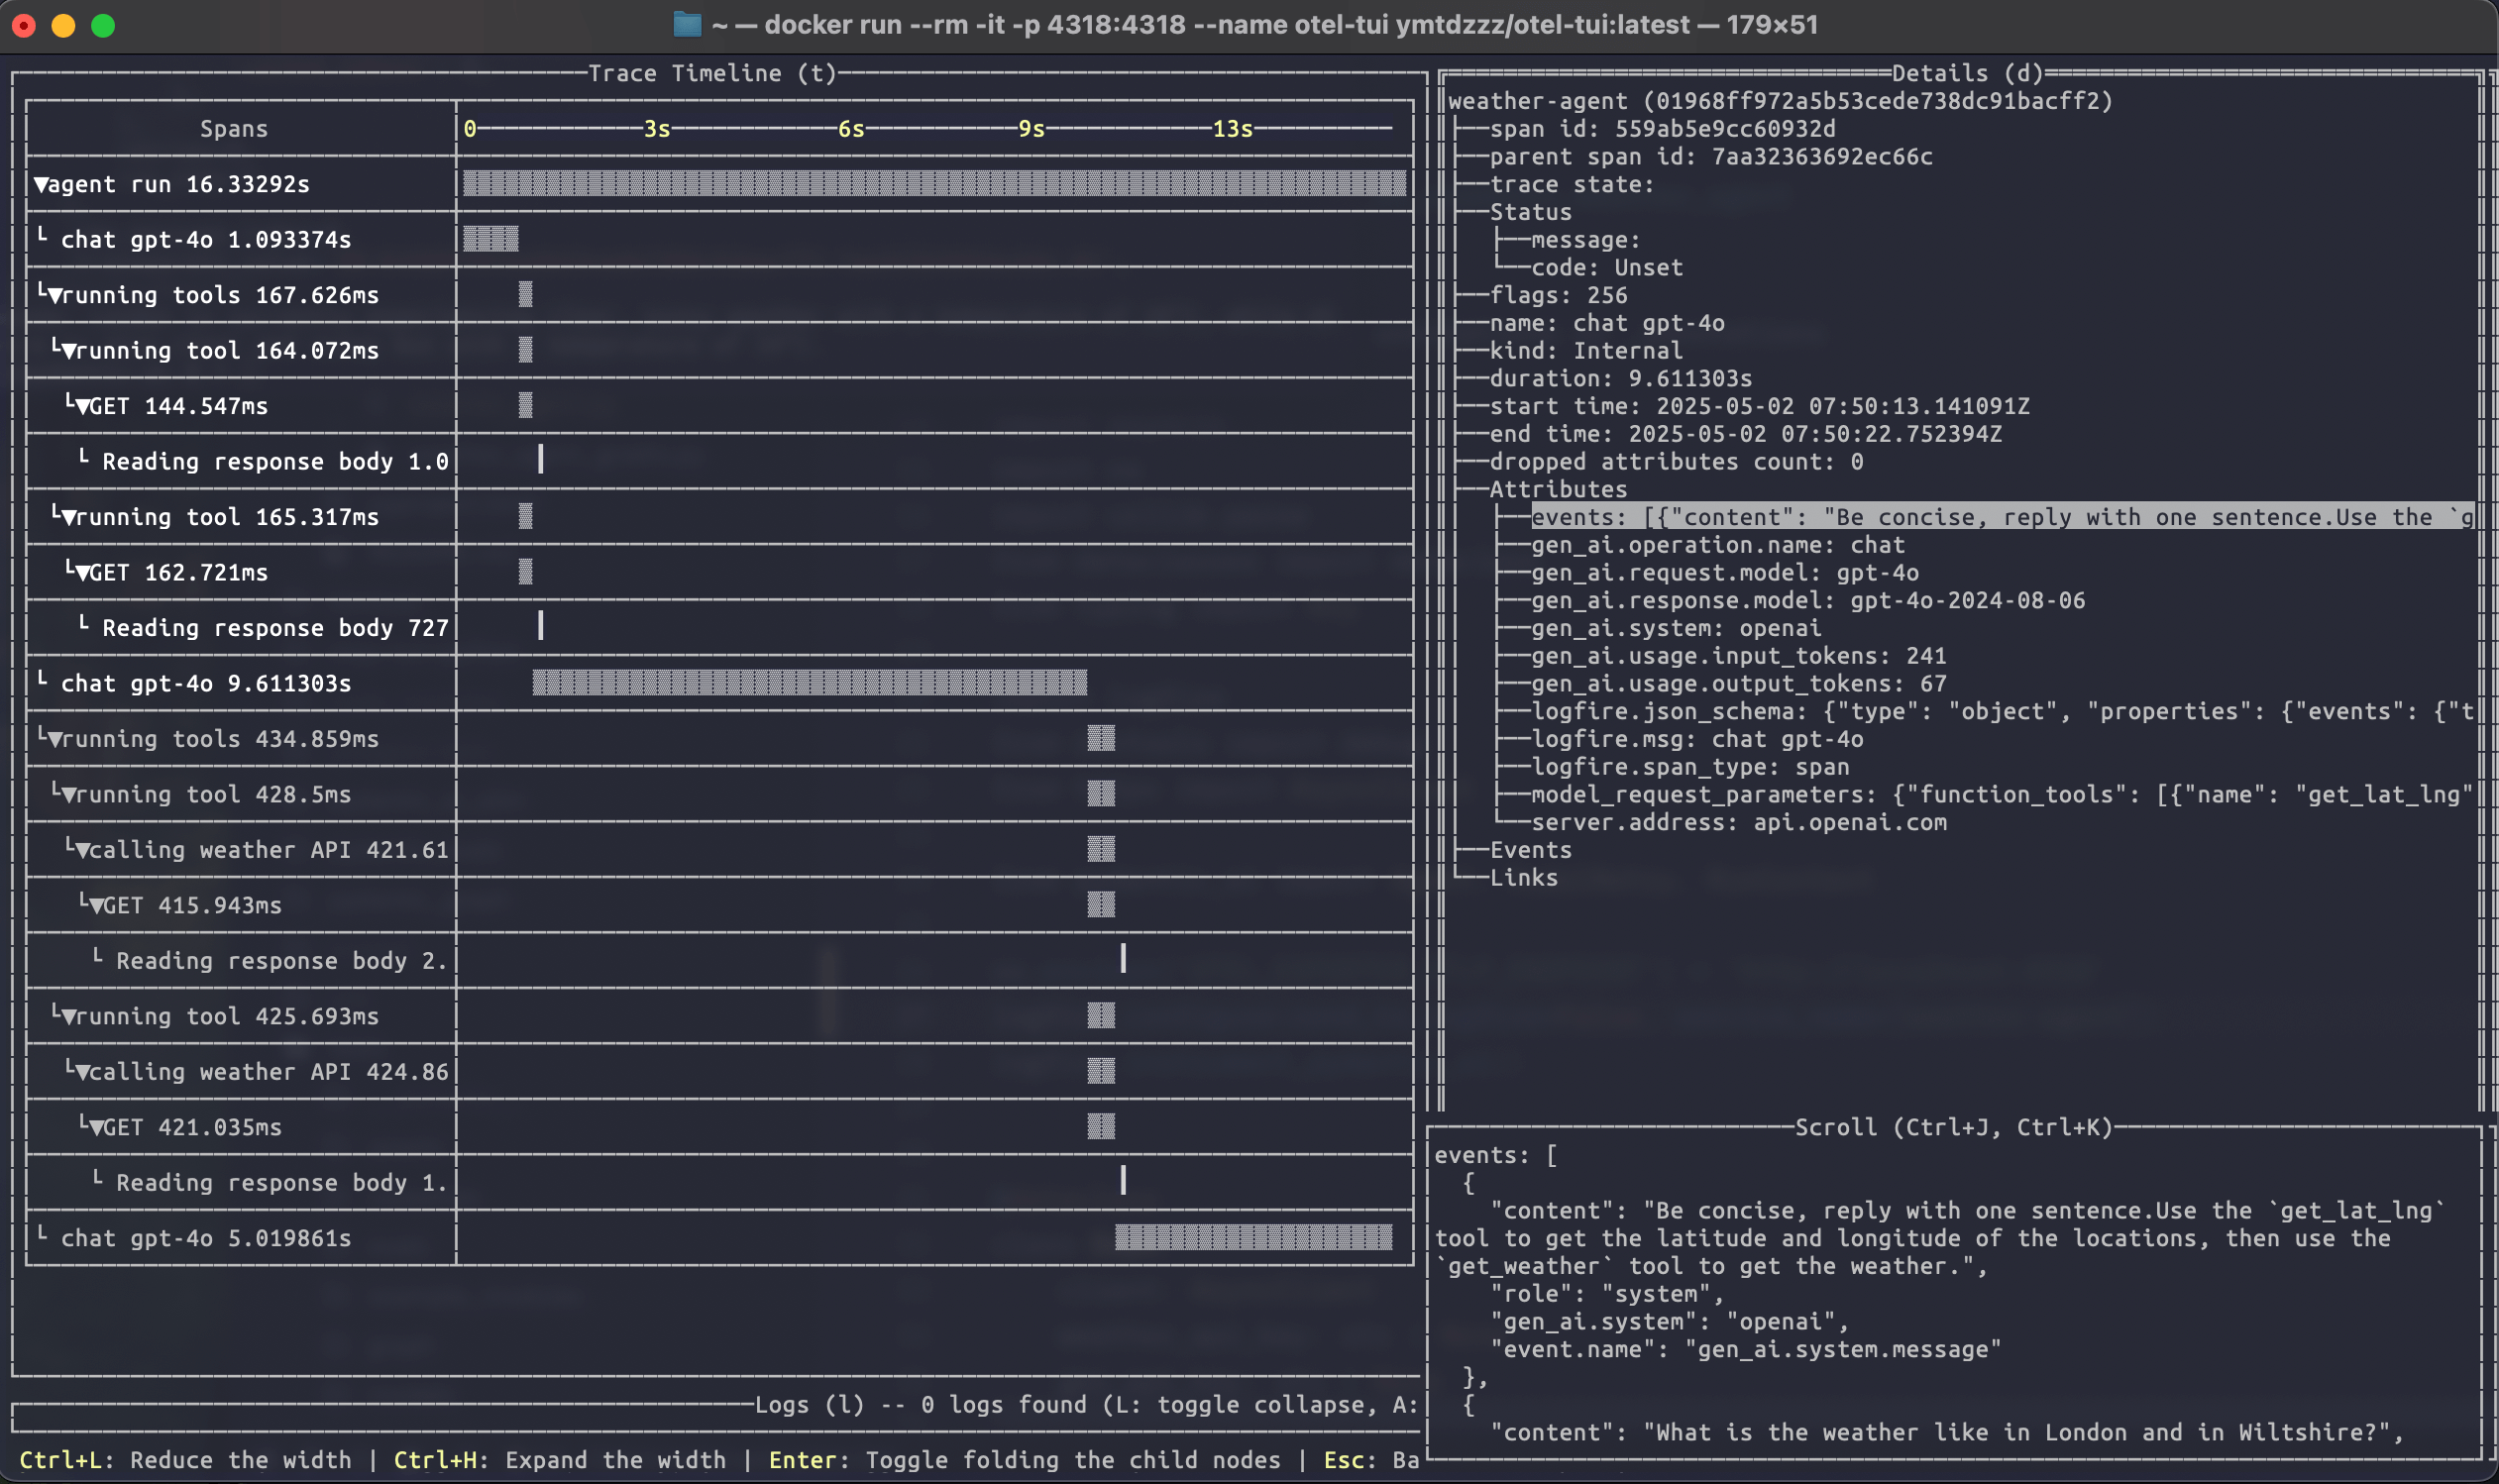 ~ — docker run --rm -it -p 4318:4318 --name otel-tui ymtdzzz/otel-tui:latest — 179×51
Trace Timeline (t)
Spans
0 3s 6s 9s 13s
▼agent run 16.33292s
└ chat gpt-4o 1.093374s
└▼running tools 167.626ms
└▼running tool 164.072ms
└▼GET 144.547ms
└ Reading response body 1.0
└▼running tool 165.317ms
└▼GET 162.721ms
└ Reading response body 727
└ chat gpt-4o 9.611303s
└▼running tools 434.859ms
└▼running tool 428.5ms
└▼calling weather API 421.61
└▼GET 415.943ms
└ Reading response body 2.
└▼running tool 425.693ms
└▼calling weather API 424.86
└▼GET 421.035ms
└ Reading response body 1.
└ chat gpt-4o 5.019861s
Logs (l) -- 0 logs found (L: toggle collapse, A:
Details (d)
weather-agent (01968ff972a5b53cede738dc91bacff2)
├──span id: 559ab5e9cc60932d
├──parent span id: 7aa32363692ec66c
├──trace state:
├──Status
│  ├──message:
│  └──code: Unset
├──flags: 256
├──name: chat gpt-4o
├──kind: Internal
├──duration: 9.611303s
├──start time: 2025-05-02 07:50:13.141091Z
├──end time: 2025-05-02 07:50:22.752394Z
├──dropped attributes count: 0
├──Attributes
│  ├──events: [{"content": "Be concise, reply with one sentence.Use the `g
│  ├──gen_ai.operation.name: chat
│  ├──gen_ai.request.model: gpt-4o
│  ├──gen_ai.response.model: gpt-4o-2024-08-06
│  ├──gen_ai.system: openai
│  ├──gen_ai.usage.input_tokens: 241
│  ├──gen_ai.usage.output_tokens: 67
│  ├──logfire.json_schema: {"type": "object", "properties": {"events": {"t
│  ├──logfire.msg: chat gpt-4o
│  ├──logfire.span_type: span
│  ├──model_request_parameters: {"function_tools": [{"name": "get_lat_lng"
│  └──server.address: api.openai.com
├──Events
└──Links
Scroll (Ctrl+J, Ctrl+K)
events: [
  {
    "content": "Be concise, reply with one sentence.Use the `get_lat_lng`
tool to get the latitude and longitude of the locations, then use the
`get_weather` tool to get the weather.",
    "role": "system",
    "gen_ai.system": "openai",
    "event.name": "gen_ai.system.message"
  },
  {
    "content": "What is the weather like in London and in Wiltshire?",
Ctrl+L: Reduce the width | Ctrl+H: Expand the width | Enter: Toggle folding the child nodes | Esc: Ba